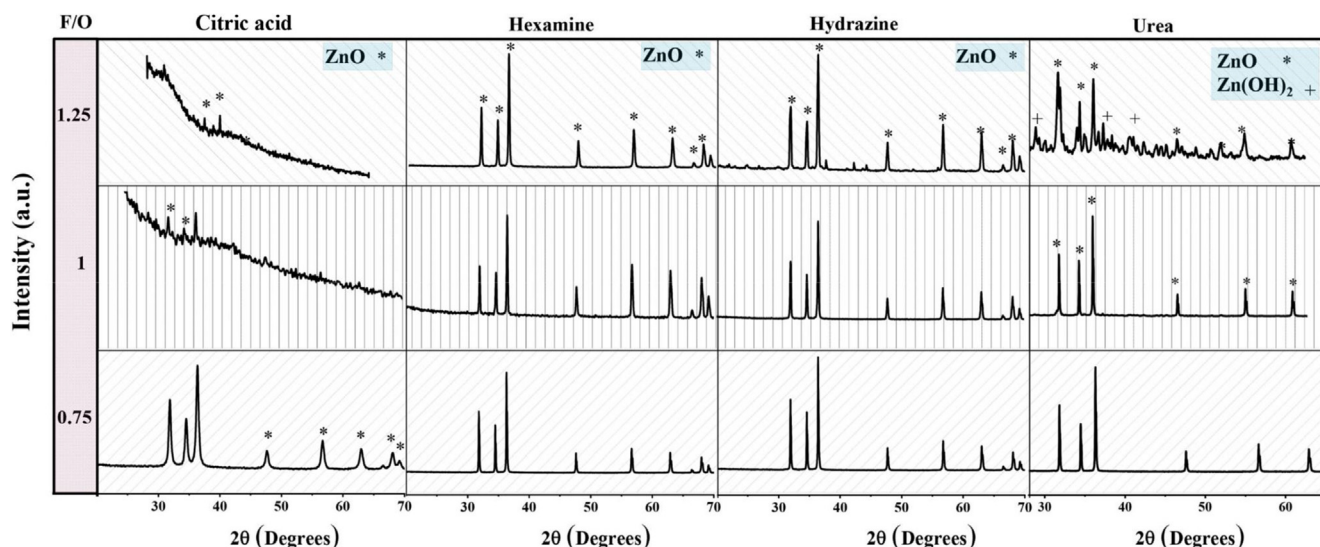 F/O Citric acid Hexamine Hydrazine Urea
1.25 ZnO * ZnO * ZnO * ZnO *
Zn(OH)2 +
* * * * * * * * * * * * * * * * * * * * * * * * * * + + +
Intensity (a.u.)
1 * * * * * * * *
0.75 * * * * *
30 40 50 60 70 30 40 50 60 70 30 40 50 60 70 30 40 50 60
2θ (Degrees) 2θ (Degrees) 2θ (Degrees) 2θ (Degrees)